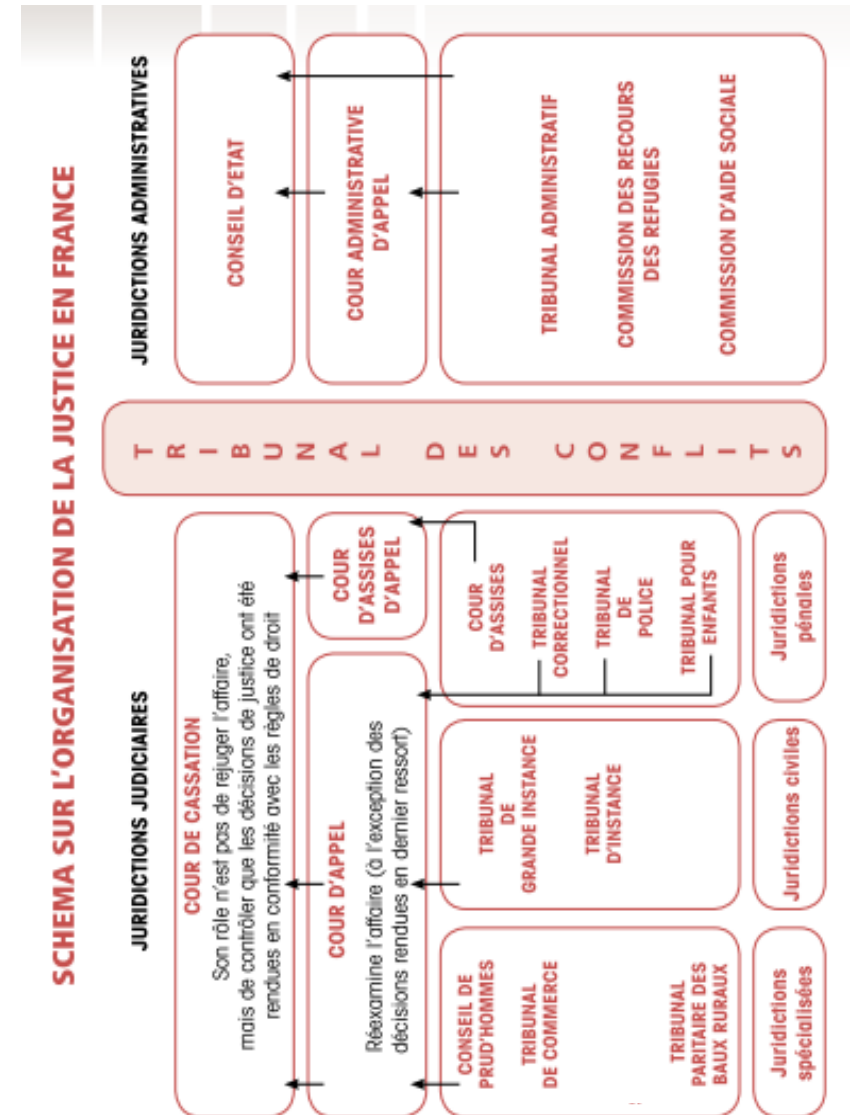 SCHEMA SUR L'ORGANISATION DE LA JUSTICE EN FRANCE
JURIDICTIONS JUDICIAIRES
COUR DE CASSATION
Son rôle n'est pas de rejuger l'affaire,
mais de contrôler que les décisions de justice ont été
rendues en conformité avec les règles de droit
COUR D'APPEL
Réexamine l'affaire (à l'exception des
décisions rendues en dernier ressort)
COUR
D'ASSISES
D'APPEL
CONSEIL DE
PRUD'HOMMES
TRIBUNAL
DE COMMERCE
TRIBUNAL
PARITAIRE DES
BAUX RURAUX
Juridictions
spécialisées
TRIBUNAL
DE
GRANDE INSTANCE
TRIBUNAL
D'INSTANCE
Juridictions civiles
COUR
D'ASSISES
TRIBUNAL
CORRECTIONNEL
TRIBUNAL
DE
POLICE
TRIBUNAL POUR
ENFANTS
Juridictions
pénales
TRIBUNAL DES CONFLITS
JURIDICTIONS ADMINISTRATIVES
CONSEIL D'ETAT
COUR ADMINISTRATIVE
D'APPEL
TRIBUNAL ADMINISTRATIF
COMMISSION DES RECOURS
DES REFUGIES
COMMISSION D'AIDE SOCIALE